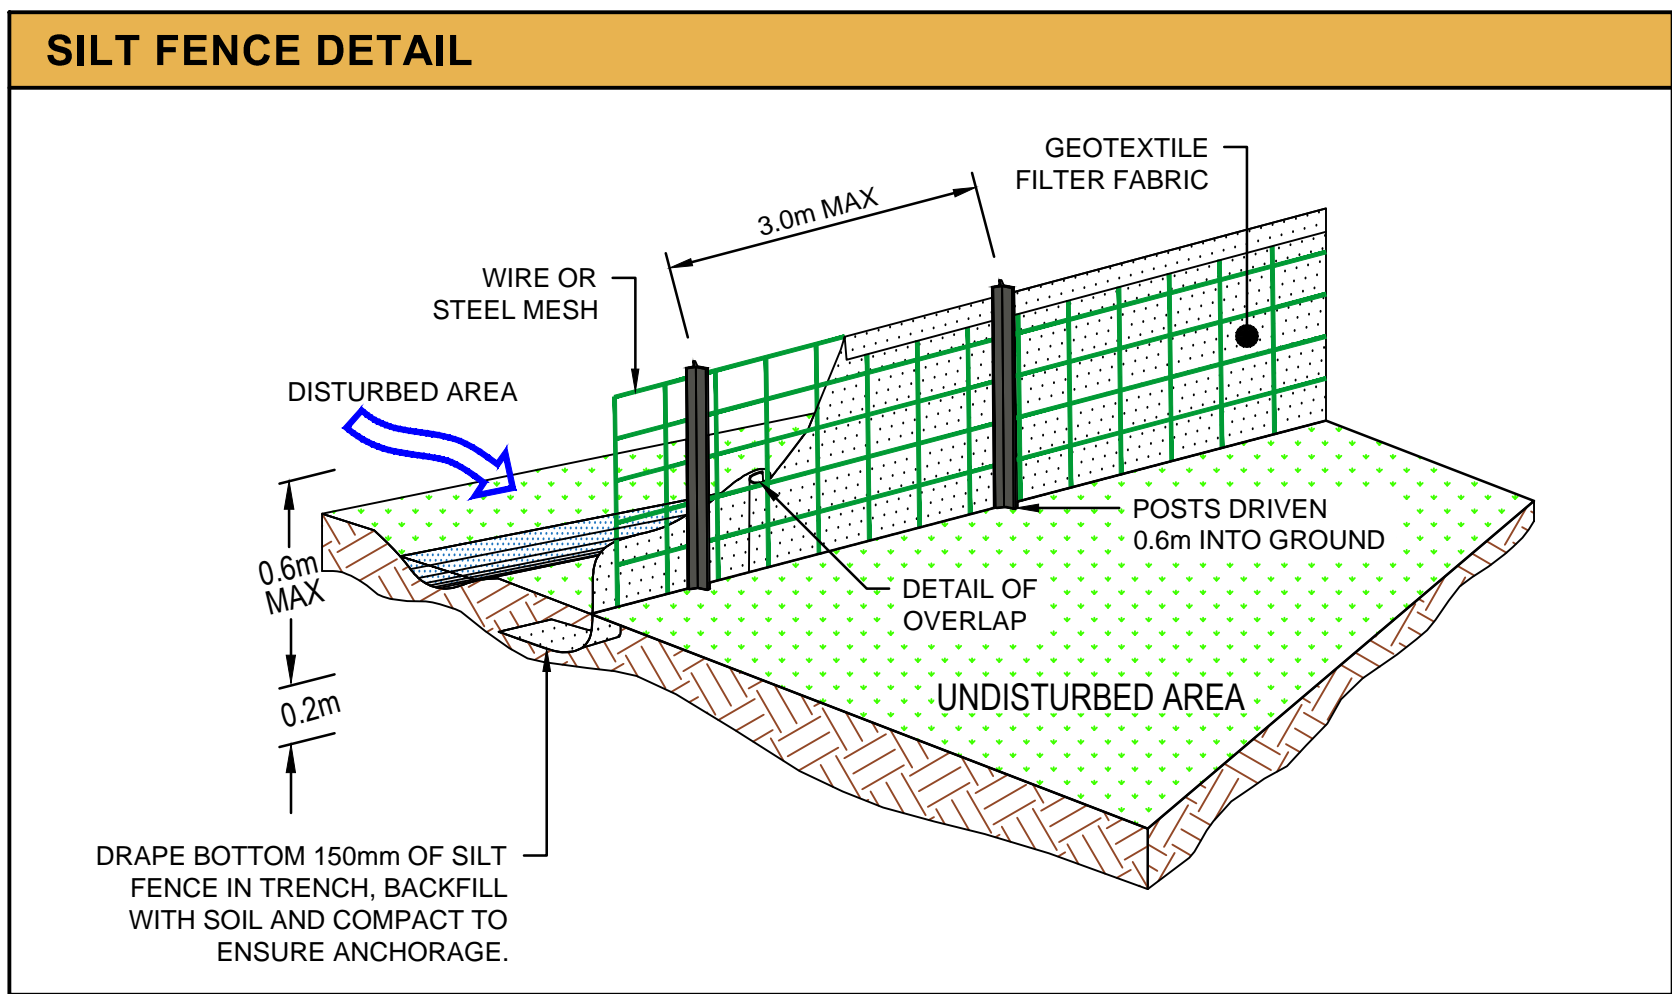 SILT FENCE DETAIL
GEOTEXTILE
FILTER FABRIC
3.0m MAX
WIRE OR
STEEL MESH
DISTURBED AREA
0.6m
MAX
0.2m
POSTS DRIVEN
0.6m INTO GROUND
DETAIL OF
OVERLAP
UNDISTURBED AREA
DRAPE BOTTOM 150mm OF SILT
FENCE IN TRENCH, BACKFILL
WITH SOIL AND COMPACT TO
ENSURE ANCHORAGE.